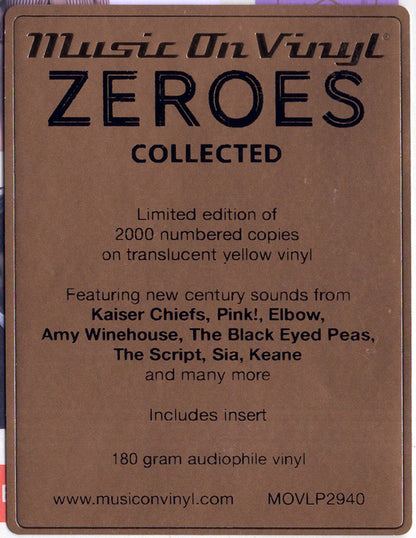 Music On Vinyl®
ZEROES
COLLECTED
Limited edition of
2000 numbered copies
on translucent yellow vinyl
Featuring new century sounds from
Kaiser Chiefs, Pink!, Elbow,
Amy Winehouse, The Black Eyed Peas,
The Script, Sia, Keane
and many more
Includes insert
180 gram audiophile vinyl
www.musiconvinyl.com MOVLP2940